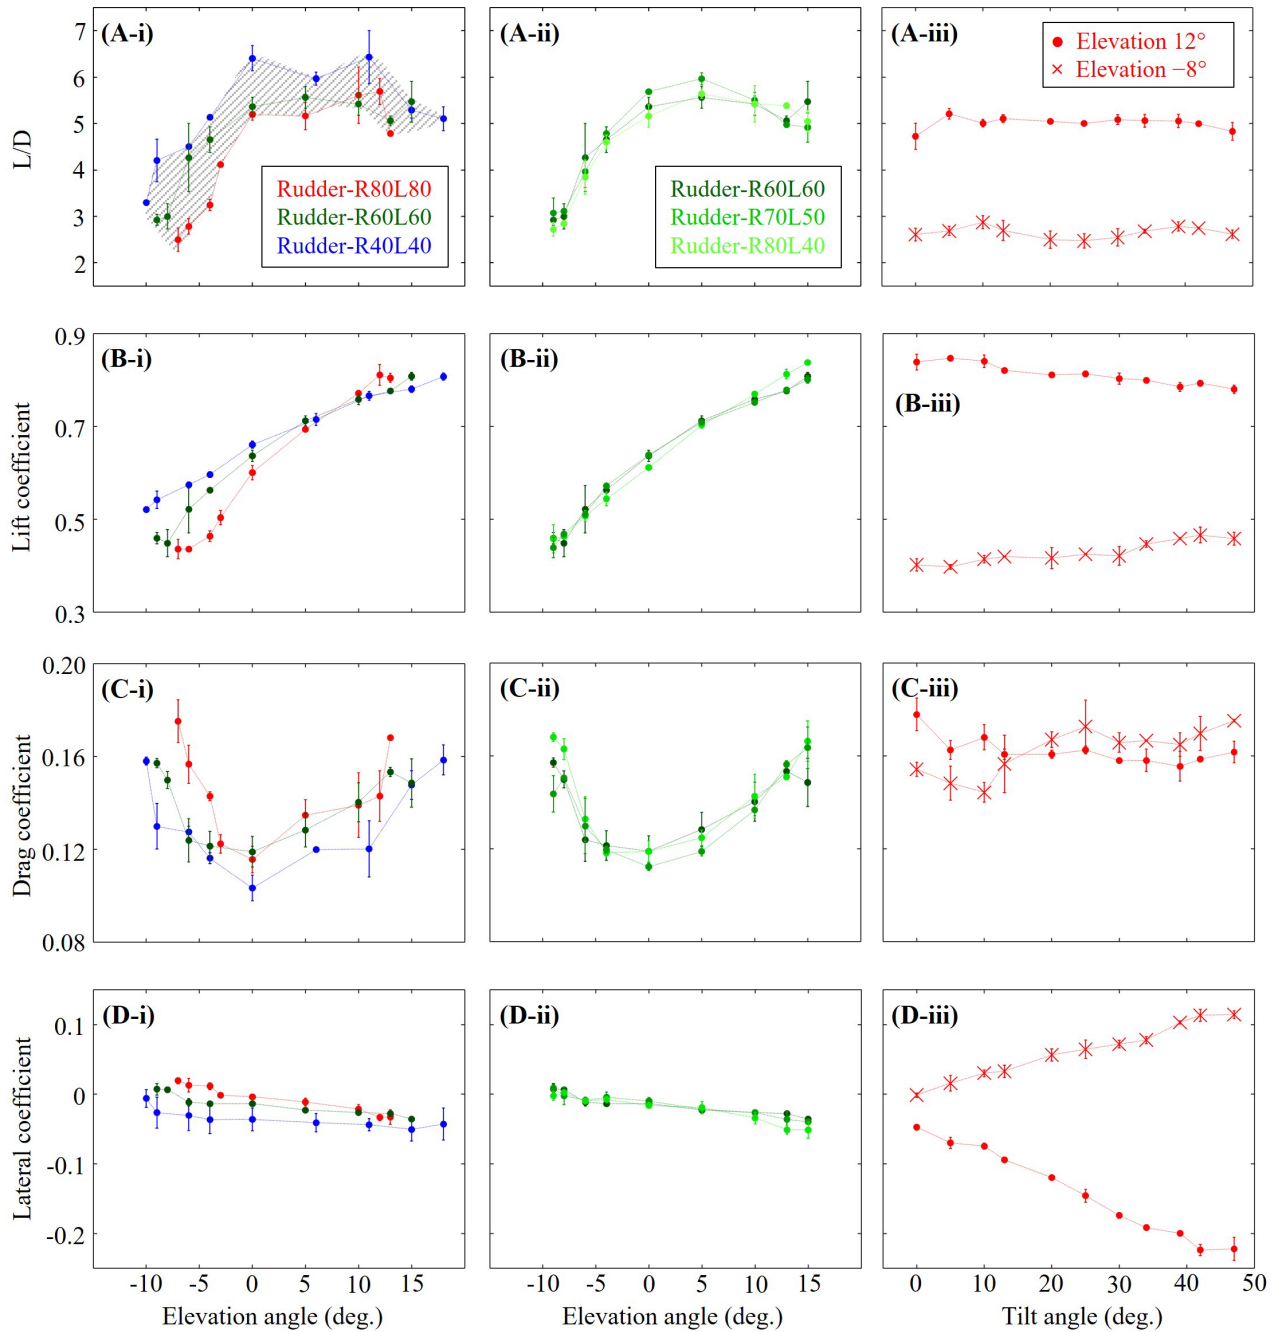 (A-i)
(A-ii)
(A-iii)
7
6
5
4
3
2
L/D
Rudder-R80L80
Rudder-R60L60
Rudder-R40L40
Rudder-R60L60
Rudder-R70L50
Rudder-R80L40
Elevation 12°
Elevation −8°
(B-i)
(B-ii)
(B-iii)
0.9
0.7
0.5
0.3
Lift coefficient
(C-i)
(C-ii)
(C-iii)
0.20
0.16
0.12
0.08
Drag coefficient
(D-i)
(D-ii)
(D-iii)
0.1
0
-0.1
-0.2
Lateral coefficient
-10 -5 0 5 10 15
-10 -5 0 5 10 15
0 10 20 30 40 50
Elevation angle (deg.)
Elevation angle (deg.)
Tilt angle (deg.)